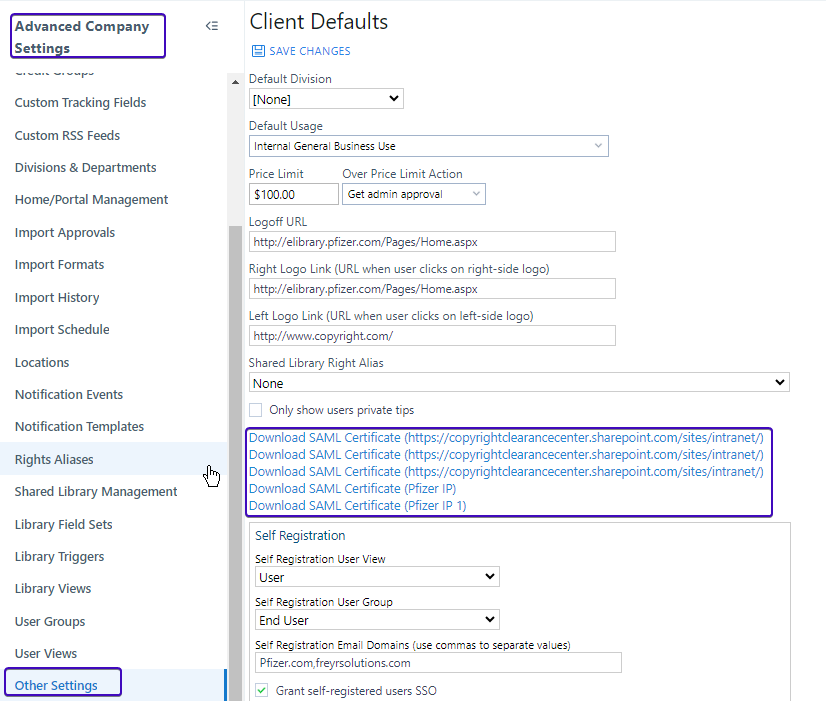 Advanced Company
Settings
Credit Groups
Custom Tracking Fields
Custom RSS Feeds
Divisions & Departments
Home/Portal Management
Import Approvals
Import Formats
Import History
Import Schedule
Locations
Notification Events
Notification Templates
Rights Aliases
Shared Library Management
Library Field Sets
Library Triggers
Library Views
User Groups
User Views
Other Settings
Client Defaults
SAVE CHANGES
Default Division
[None]
Default Usage
Internal General Business Use
Price Limit Over Price Limit Action
$100.00 Get admin approval
Logoff URL
http://elibrary.pfizer.com/Pages/Home.aspx
Right Logo Link (URL when user clicks on right-side logo)
http://elibrary.pfizer.com/Pages/Home.aspx
Left Logo Link (URL when user clicks on left-side logo)
http://www.copyright.com/
Shared Library Right Alias
None
Only show users private tips
Download SAML Certificate (https://copyrightclearancecenter.sharepoint.com/sites/intranet/)
Download SAML Certificate (https://copyrightclearancecenter.sharepoint.com/sites/intranet/)
Download SAML Certificate (https://copyrightclearancecenter.sharepoint.com/sites/intranet/)
Download SAML Certificate (Pfizer IP)
Download SAML Certificate (Pfizer IP 1)
Self Registration
Self Registration User View
User
Self Registration User Group
End User
Self Registration Email Domains (use commas to separate values)
Pfizer.com,freyrsolutions.com
Grant self-registered users SSO